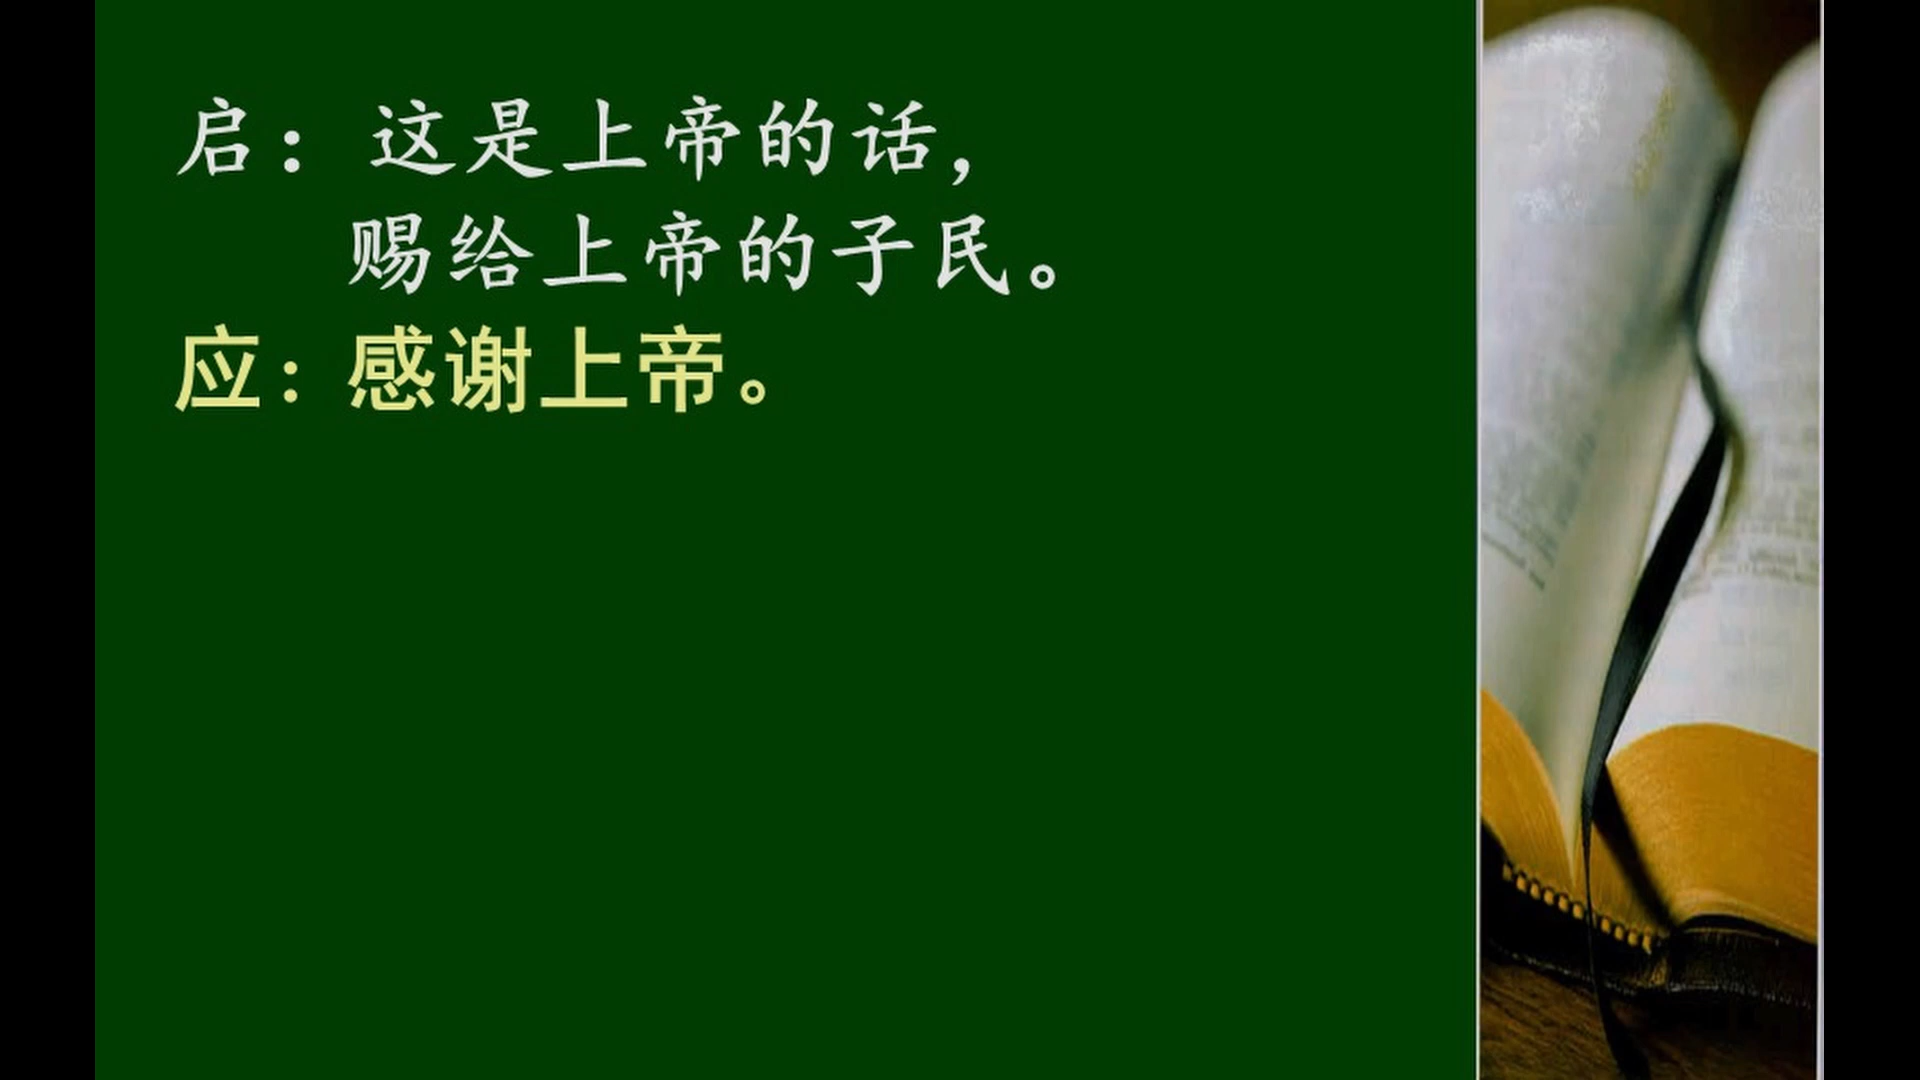 启：这是上帝的话，
赐给上帝的子民。
应：感谢上帝。